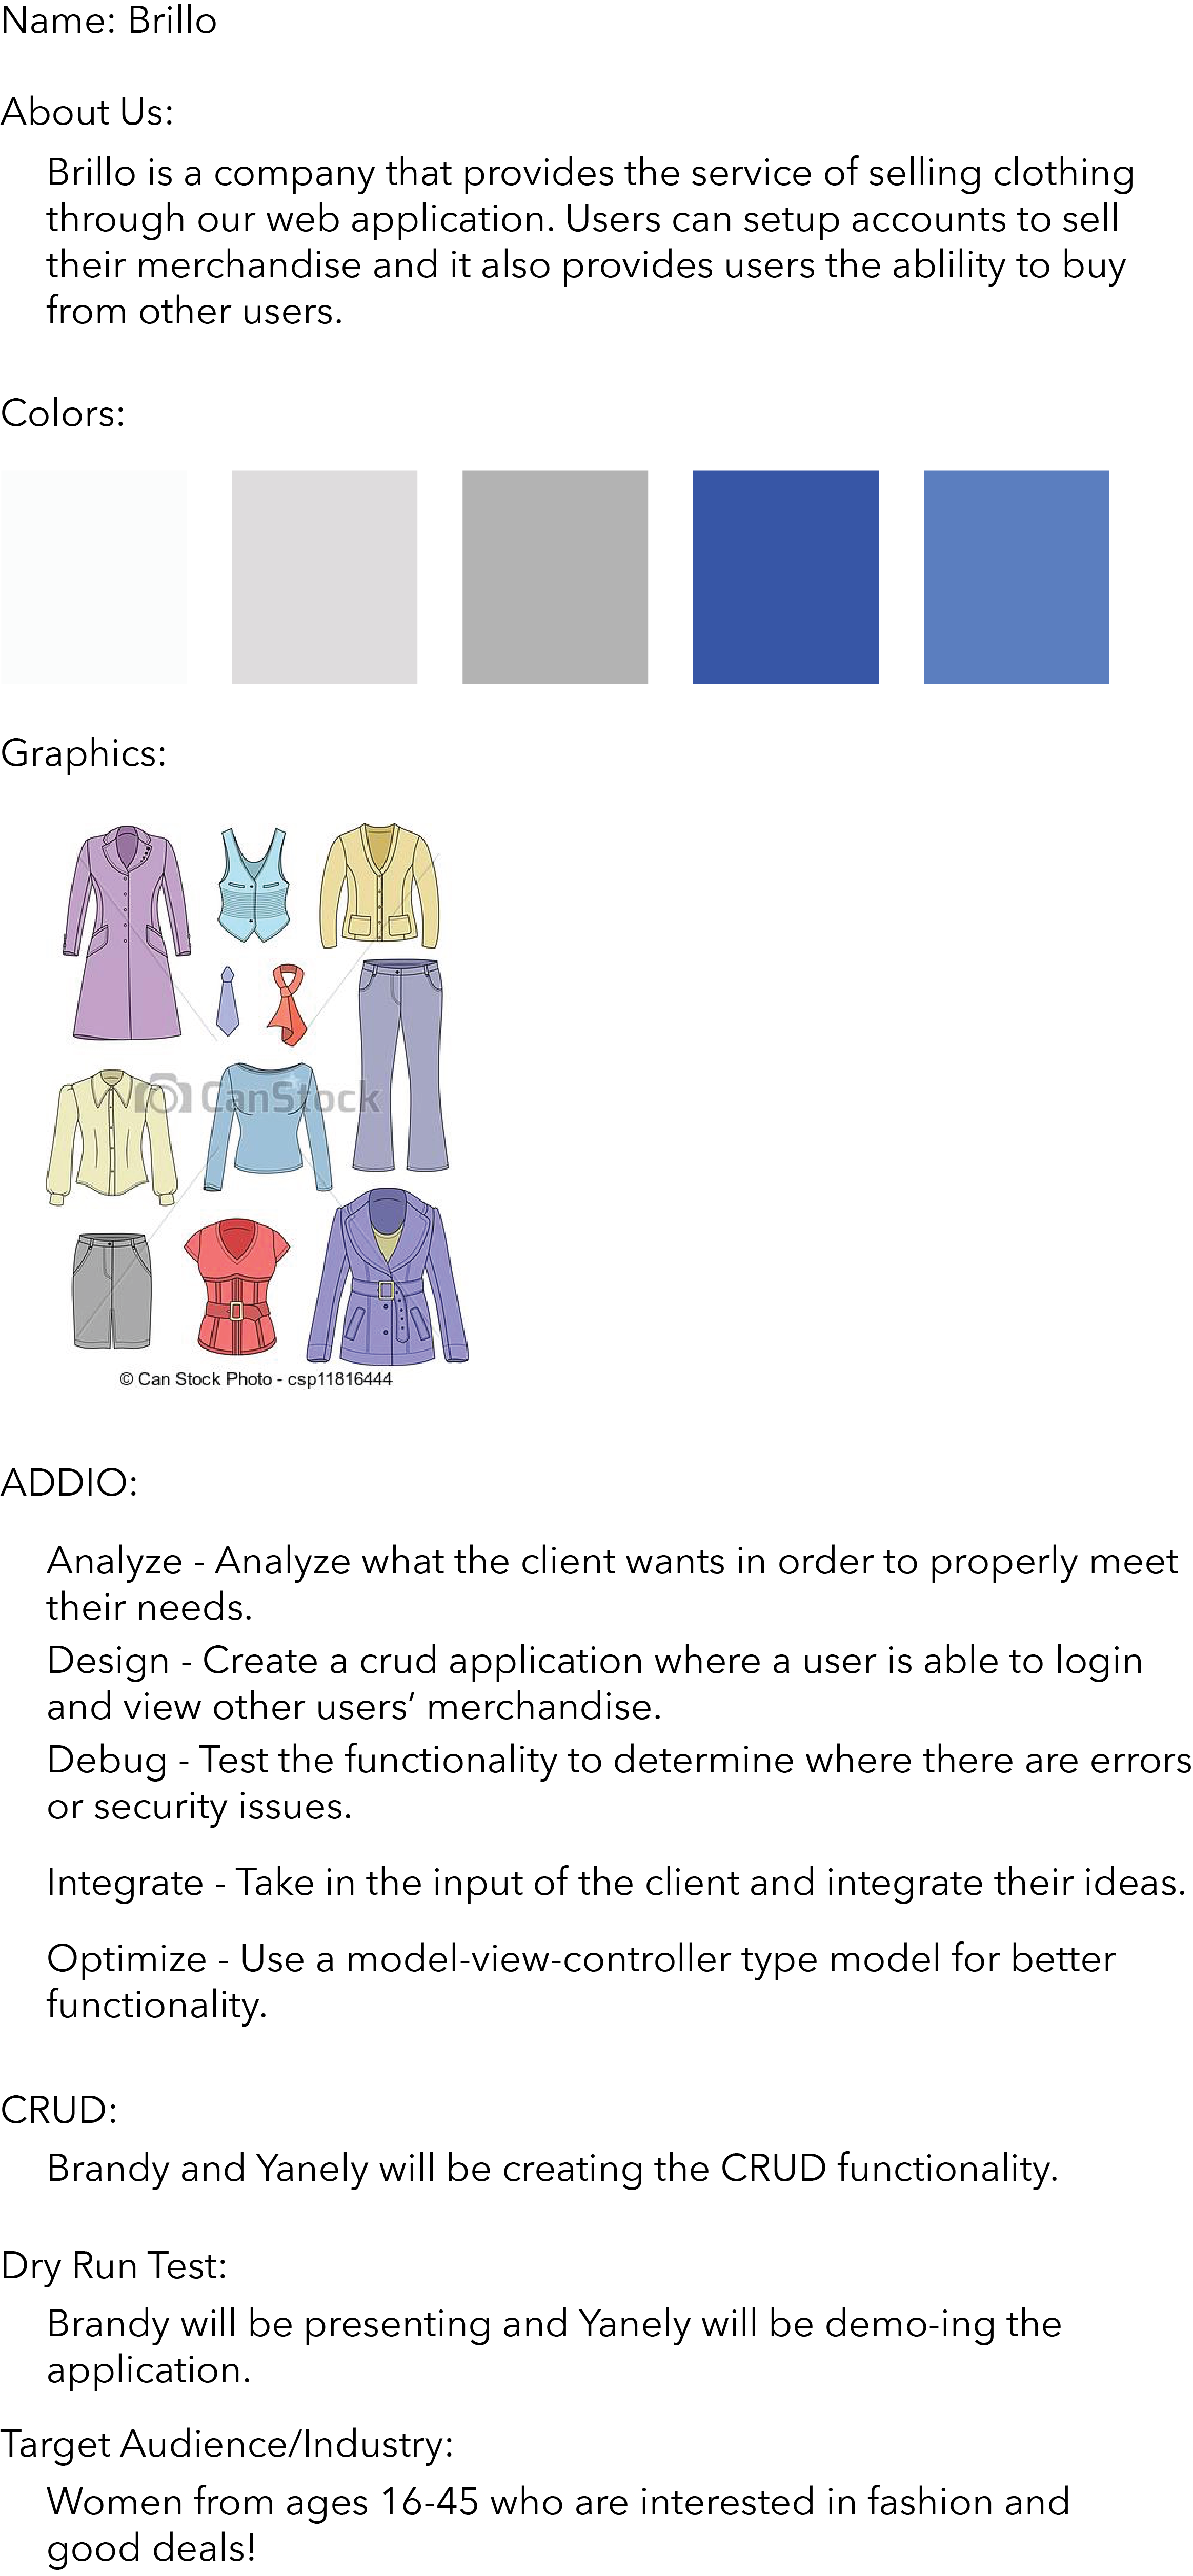 Name: Brillo
About Us:
Brillo is a company that provides the service of selling clothing
through our web application. Users can setup accounts to sell
their merchandise and it also provides users the ablility to buy
from other users.
Colors:
Graphics:
CanStock
© Can Stock Photo - csp11816444
ADDIO:
Analyze - Analyze what the client wants in order to properly meet
their needs.
Design - Create a crud application where a user is able to login
and view other users’ merchandise.
Debug - Test the functionality to determine where there are errors
or security issues.
Integrate - Take in the input of the client and integrate their ideas.
Optimize - Use a model-view-controller type model for better
functionality.
CRUD:
Brandy and Yanely will be creating the CRUD functionality.
Dry Run Test:
Brandy will be presenting and Yanely will be demo-ing the
application.
Target Audience/Industry:
Women from ages 16-45 who are interested in fashion and
good deals!